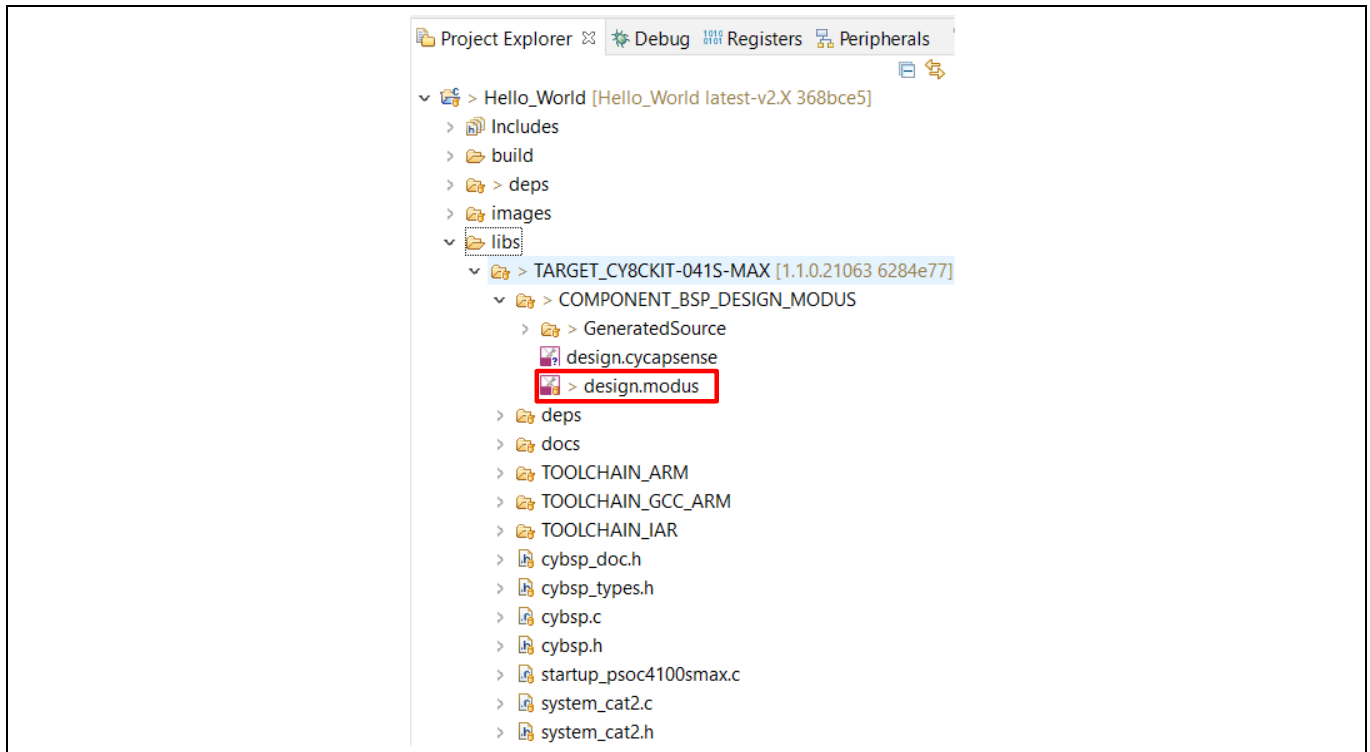 Project Explorer Debug Registers Peripherals
> Hello_World [Hello_World latest-v2.X 368bce5]
Includes
build
> deps
images
libs
> TARGET_CY8CKIT-041S-MAX [1.1.0.21063 6284e77]
> COMPONENT_BSP_DESIGN_MODUS
> GeneratedSource
design.cycapsense
> design.modus
deps
docs
TOOLCHAIN_ARM
TOOLCHAIN_GCC_ARM
TOOLCHAIN_IAR
cybsp_doc.h
cybsp_types.h
cybsp.c
cybsp.h
startup_psoc4100smax.c
system_cat2.c
system_cat2.h